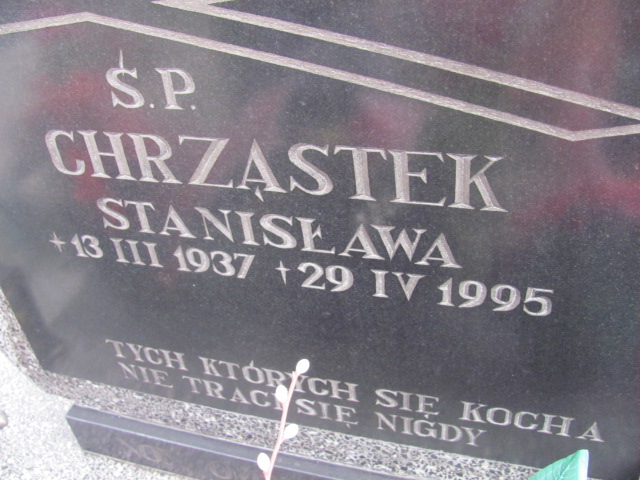 Ś.P.
CHRZĄSTEK
STANISŁAWA
+ 13 III 1937 + 29 IV 1995
TYCH KTÓRYCH SIĘ KOCHA
NIE TRACI SIĘ NIGDY